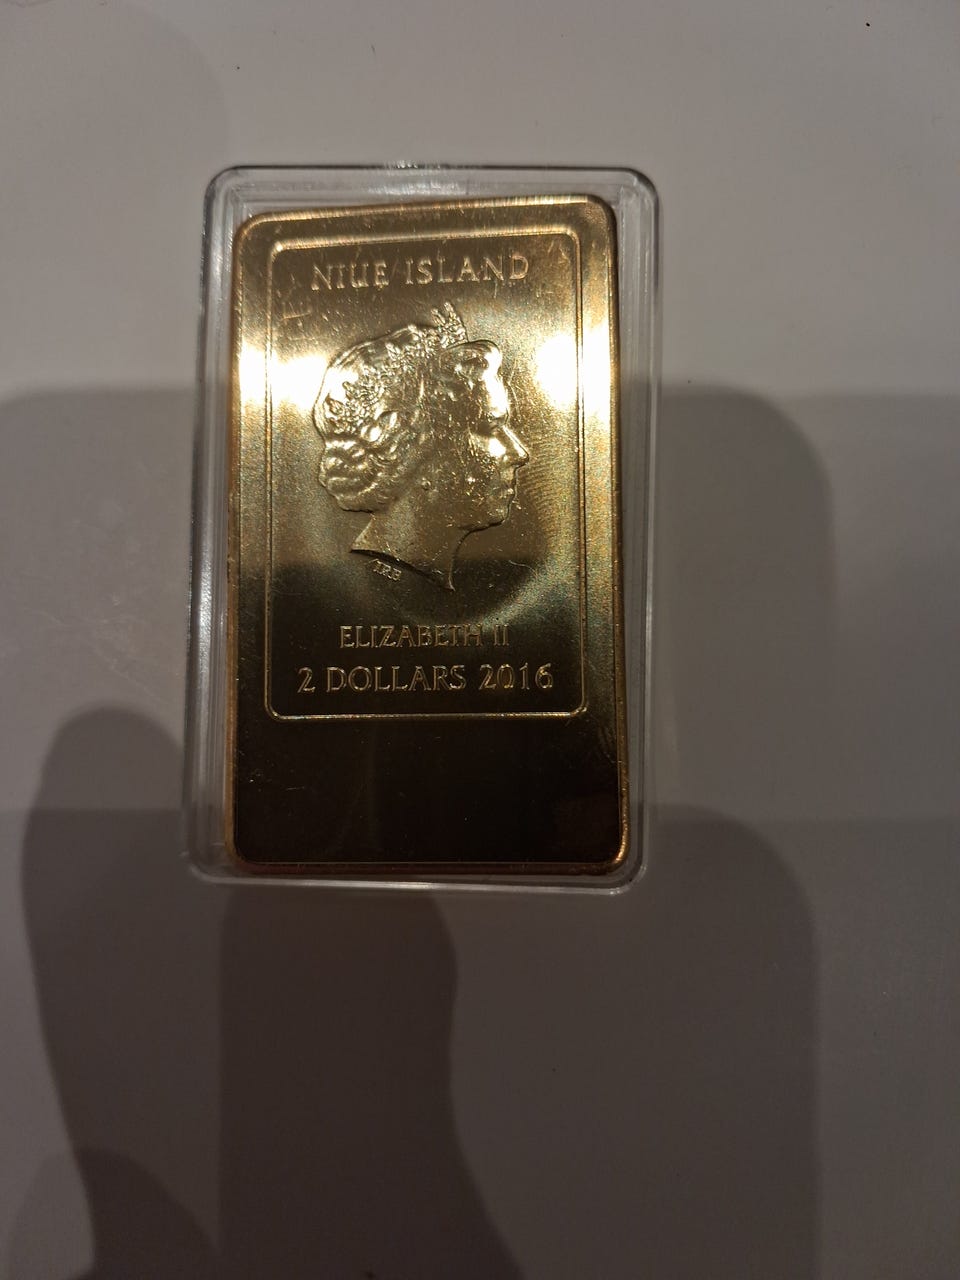 NIUE ISLAND
IRB
ELIZABETH II
2 DOLLARS 2016